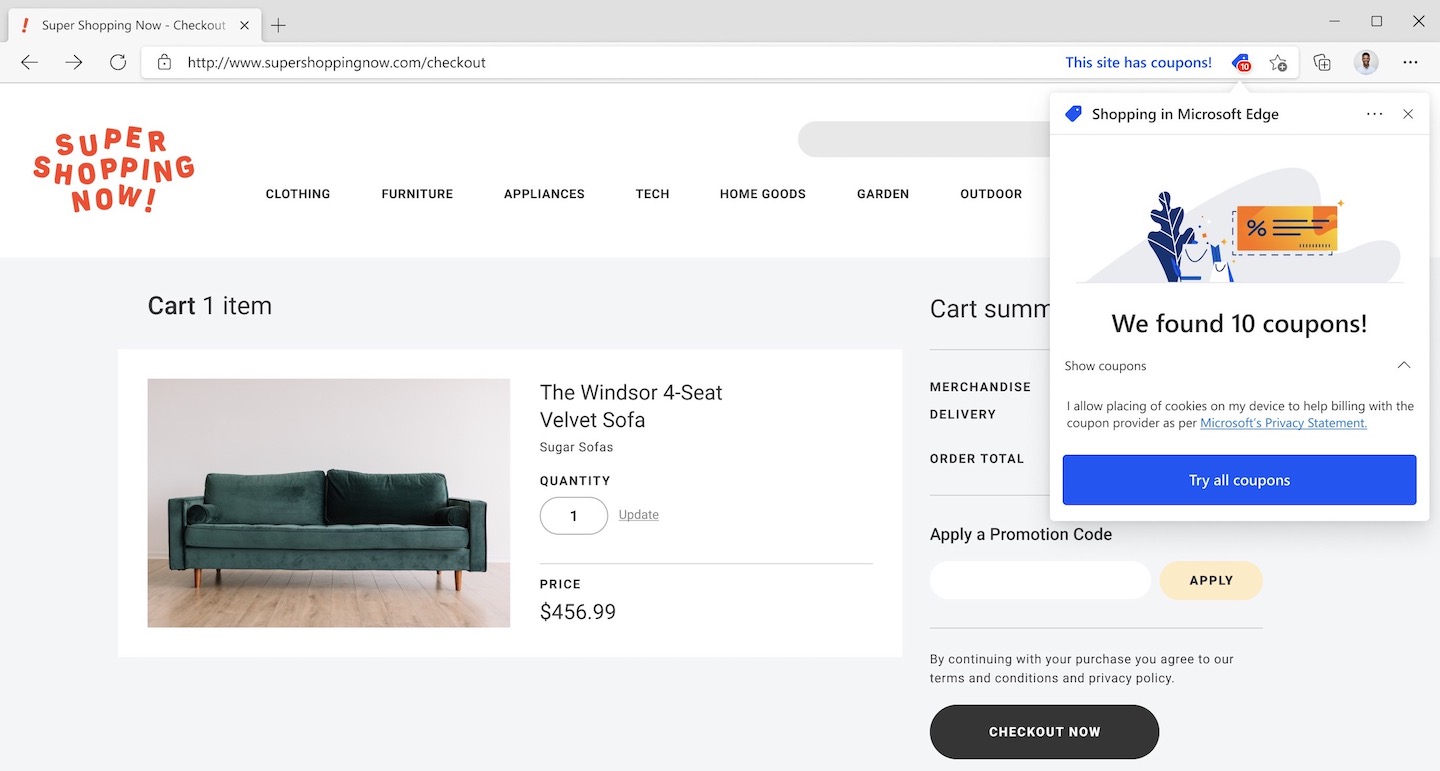 Super Shopping Now - Checkout
http://www.supershoppingnow.com/checkout
This site has coupons!
10
SUPER
SHOPPING
NOW!
CLOTHING
FURNITURE
APPLIANCES
TECH
HOME GOODS
GARDEN
OUTDOOR
Cart 1 item
The Windsor 4-Seat
Velvet Sofa
Sugar Sofas
QUANTITY
1
Update
PRICE
$456.99
Cart summ
MERCHANDISE
DELIVERY
ORDER TOTAL
Apply a Promotion Code
APPLY
By continuing with your purchase you agree to our
terms and conditions and privacy policy.
CHECKOUT NOW
Shopping in Microsoft Edge
%
We found 10 coupons!
Show coupons
I allow placing of cookies on my device to help billing with the
coupon provider as per Microsoft's Privacy Statement.
Try all coupons